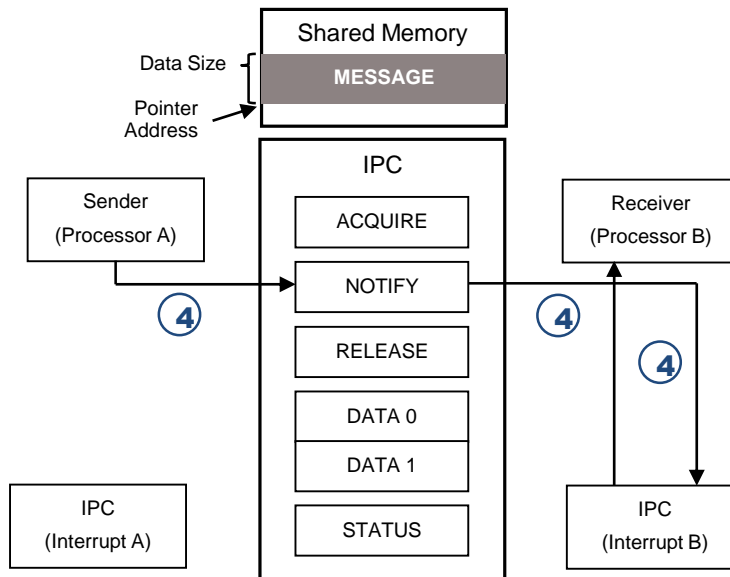 Shared Memory
Data Size
MESSAGE
Pointer
Address
IPC
Sender
(Processor A)
ACQUIRE
Receiver
(Processor B)
NOTIFY
4
4
RELEASE
4
DATA 0
DATA 1
IPC
(Interrupt A)
STATUS
IPC
(Interrupt B)